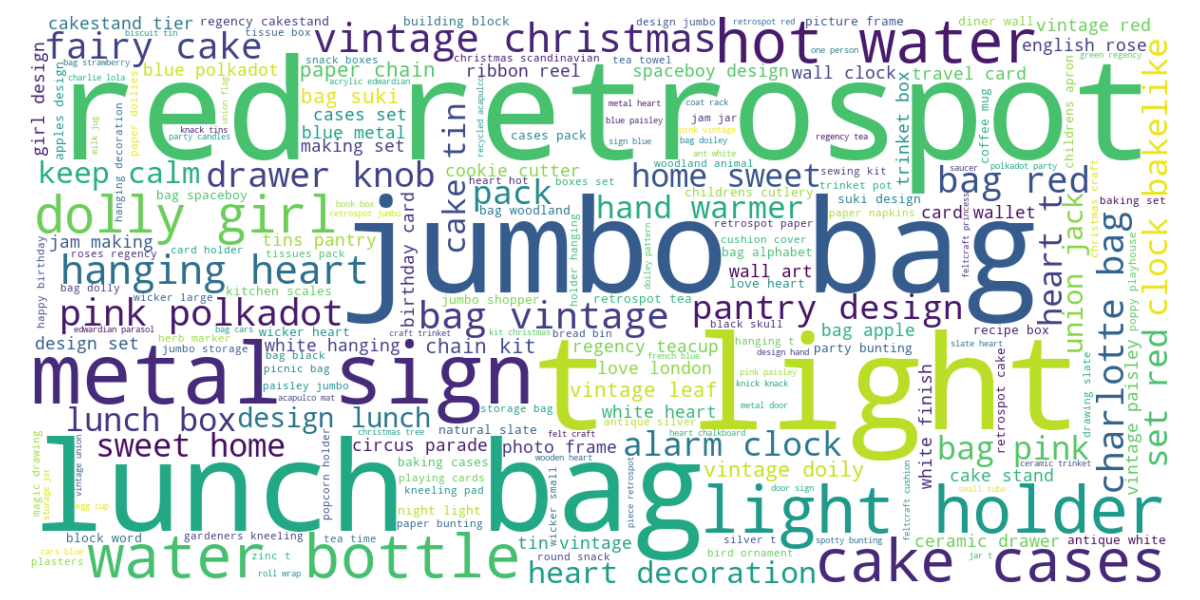 cakestand tier
regency cakestand
building block
design jumbo
retrospot red
picture frame
diner wall
vintage red
biscuit tin
tissue box
vintage christmas
hot water
one person
english rose
fairy cake
girl design
apples design
bag strawberry
charlie lola
blue polkadot
snack boxes
paper chain
christmas scandinavian
ribbon reel
tea towel
spaceboy design
wall clock
travel card
green regency
red retrospot
milk jug
hanging decoration
paper doilies
knack tins
party candles
union flag
acrylic edwardian
bag suki
cases set
blue metal
making set
cake tin
recycled acapulco
metal heart
blue paisley
cases pack
sign blue
coat rack
jam jar
pink vintage
bag doiley
ant white
regency tea
trinket box
coffee mug
childrens apron
set red
clock bakelike
keep calm
drawer knob
cookie cutter
heart hot
boxes set
woodland animal
home sweet
sewing kit
saucer
polkadot party
bag red
bag spaceboy
pack
childrens cutlery
trinket pot
suki design
baking set
christmas craft
dolly girl
book box
retrospot jumbo
bag woodland
hand warmer
retrospot paper
paper napkins
card wallet
feltcraft princess
heart t
union jack
charlotte bag
jumbo bag
happy birthday
jam making
roses regency
card holder
tins pantry
tissues pack
birthday card
holder hanging
doiley pattern
cushion cover
bag alphabet
wall art
love heart
hanging heart
bag dolly
wicker large
kitchen scales
poppy playhouse
vintage paisley
pink polkadot
edwardian parasol
bag cars
craft trinket
jumbo shopper
retrospot tea
bag vintage
pantry design
recipe box
black skull
bag apple
kit christmas
bread bin
design set
herb marker
jumbo storage
wicker heart
white hanging
chain kit
regency teacup
hanging t
design hand
party bunting
slate heart
drawing slate
bag black
picnic bag
paisley jumbo
acapulco mat
love london
french blue
pink paisley
knick knack
vintage leaf
metal door
white finish
retrospot cake
metal sign
t light
lunch box
design lunch
storage bag
natural slate
white heart
antique silver
sweet home
christmas tree
circus parade
felt craft
photo frame
heart chalkboard
alarm clock
bag pink
cake stand
ceramic trinket
magic drawing
storage jar
vintage union
egg cup
popcorn holder
baking cases
playing cards
kneeling pad
night light
paper bunting
wicker small
wooden heart
piece retrospot
vintage doily
door sign
feltcraft cushion
small tube
lunch bag
light holder
block word
gardeners kneeling
tea time
tin vintage
silver t
spotty bunting
ceramic drawer
antique white
cars blue
plasters
water bottle
zinc t
roll wrap
round snack
bird ornament
heart decoration
cake cases
jar t